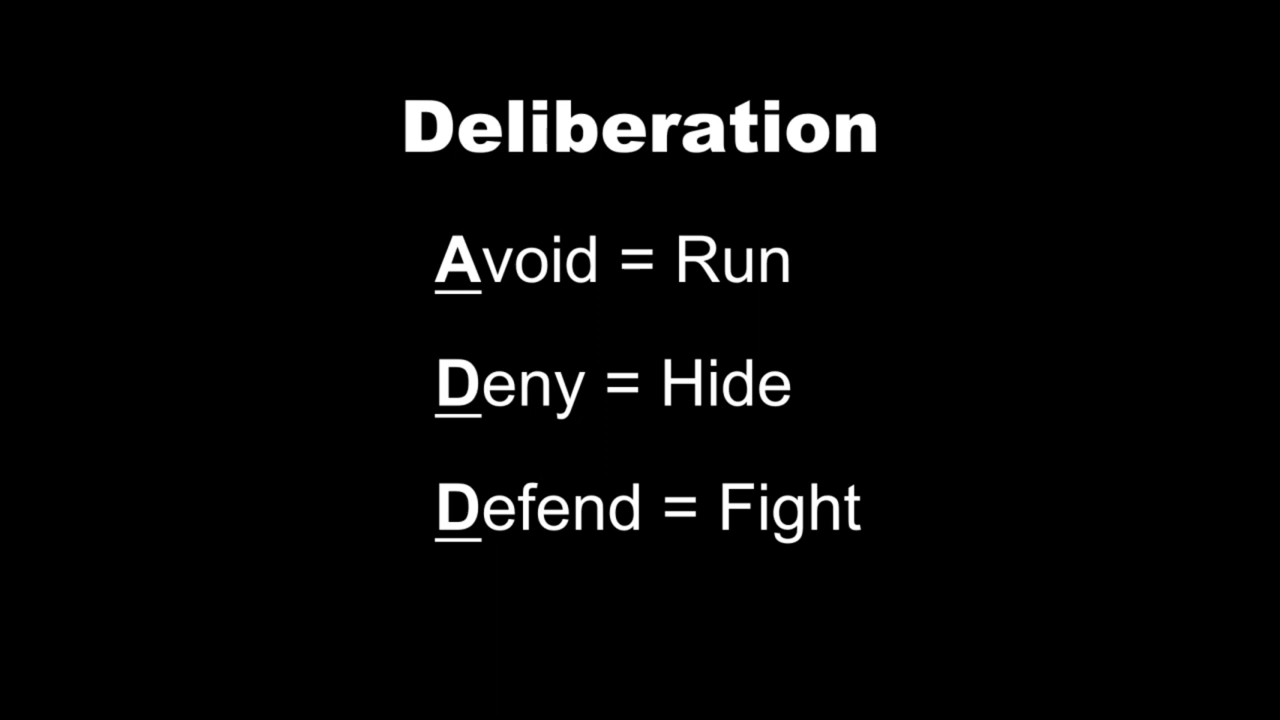 Deliberation
Avoid = Run
Deny = Hide
Defend = Fight